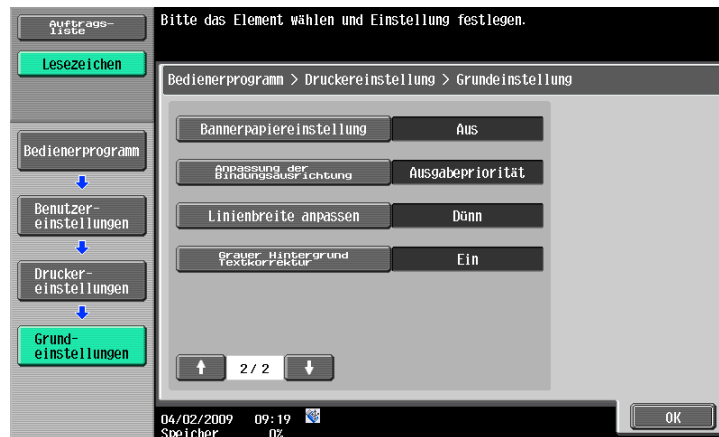 Auftrags-
liste
Lesezeichen
Bedienerprogramm
Benutzer-
einstellungen
Drucker-
einstellungen
Grund-
einstellungen
Bitte das Element wählen und Einstellung festlegen.
Bedienerprogramm > Druckereinstellung > Grundeinstellung
Bannerpapiereinstellung Aus
Anpassung der
Bindungsausrichtung Ausgabepriorität
Linienbreite anpassen Dünn
Grauer Hintergrund
Textkorrektur Ein
2/ 2
OK
04/02/2009 09:19
Speicher 0%